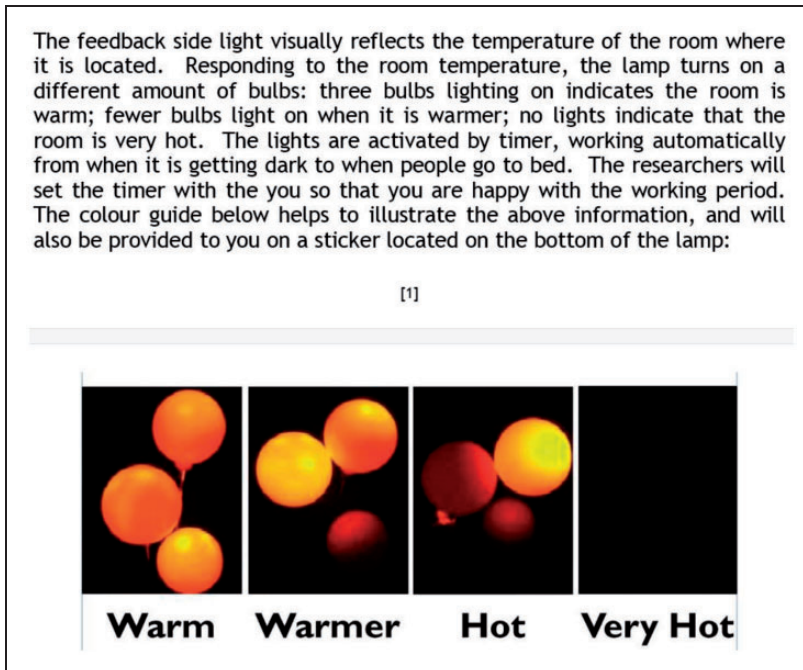 The feedback side light visually reflects the temperature of the room where
it is located. Responding to the room temperature, the lamp turns on a
different amount of bulbs: three bulbs lighting on indicates the room is
warm; fewer bulbs light on when it is warmer; no lights indicate that the
room is very hot. The lights are activated by timer, working automatically
from when it is getting dark to when people go to bed. The researchers will
set the timer with the you so that you are happy with the working period.
The colour guide below helps to illustrate the above information, and will
also be provided to you on a sticker located on the bottom of the lamp:
[1]
Warm Warmer Hot Very Hot